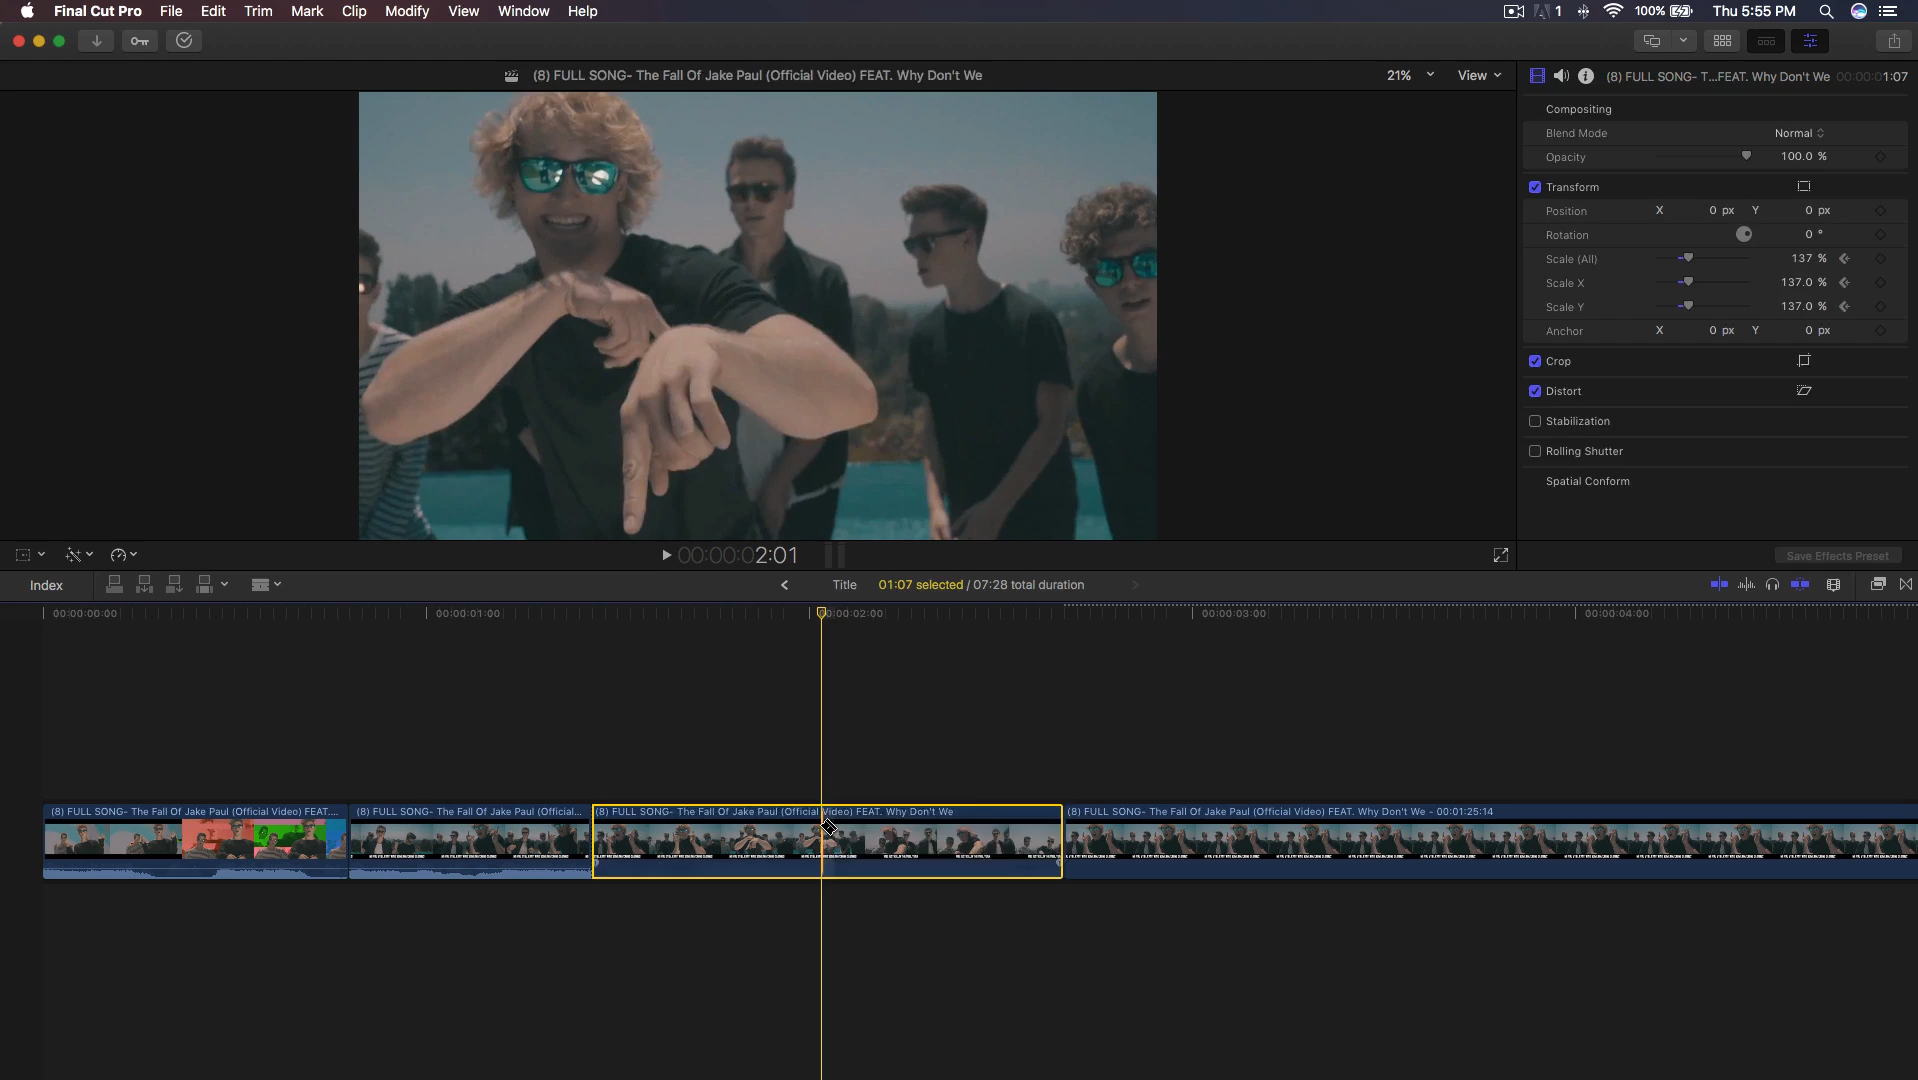 Final Cut Pro File Edit Trim Mark Clip Modify View Window Help 1 100% Thu 5:55 PM
(8) FULL SONG- The Fall Of Jake Paul (Official Video) FEAT. Why Don't We 21% View
(8) FULL SONG- T...FEAT. Why Don't We 00:00:01:07
Compositing
Blend Mode Normal
Opacity 100.0 %
Transform
Position X 0 px Y 0 px
Rotation 0 °
Scale (All) 137 %
Scale X 137.0 %
Scale Y 137.0 %
Anchor X 0 px Y 0 px
Crop
Distort
Stabilization
Rolling Shutter
Spatial Conform
00:00:02:01
Save Effects Preset
Index Title 01:07 selected / 07:28 total duration
00:00:00:00 00:00:01:00 00:00:02:00 00:00:03:00 00:00:04:00
(8) FULL SONG- The Fall Of Jake Paul (Official Video) FEAT....
(8) FULL SONG- The Fall Of Jake Paul (Official...
(8) FULL SONG- The Fall Of Jake Paul (Official Video) FEAT. Why Don't We
(8) FULL SONG- The Fall Of Jake Paul (Official Video) FEAT. Why Don't We - 00:01:25:14